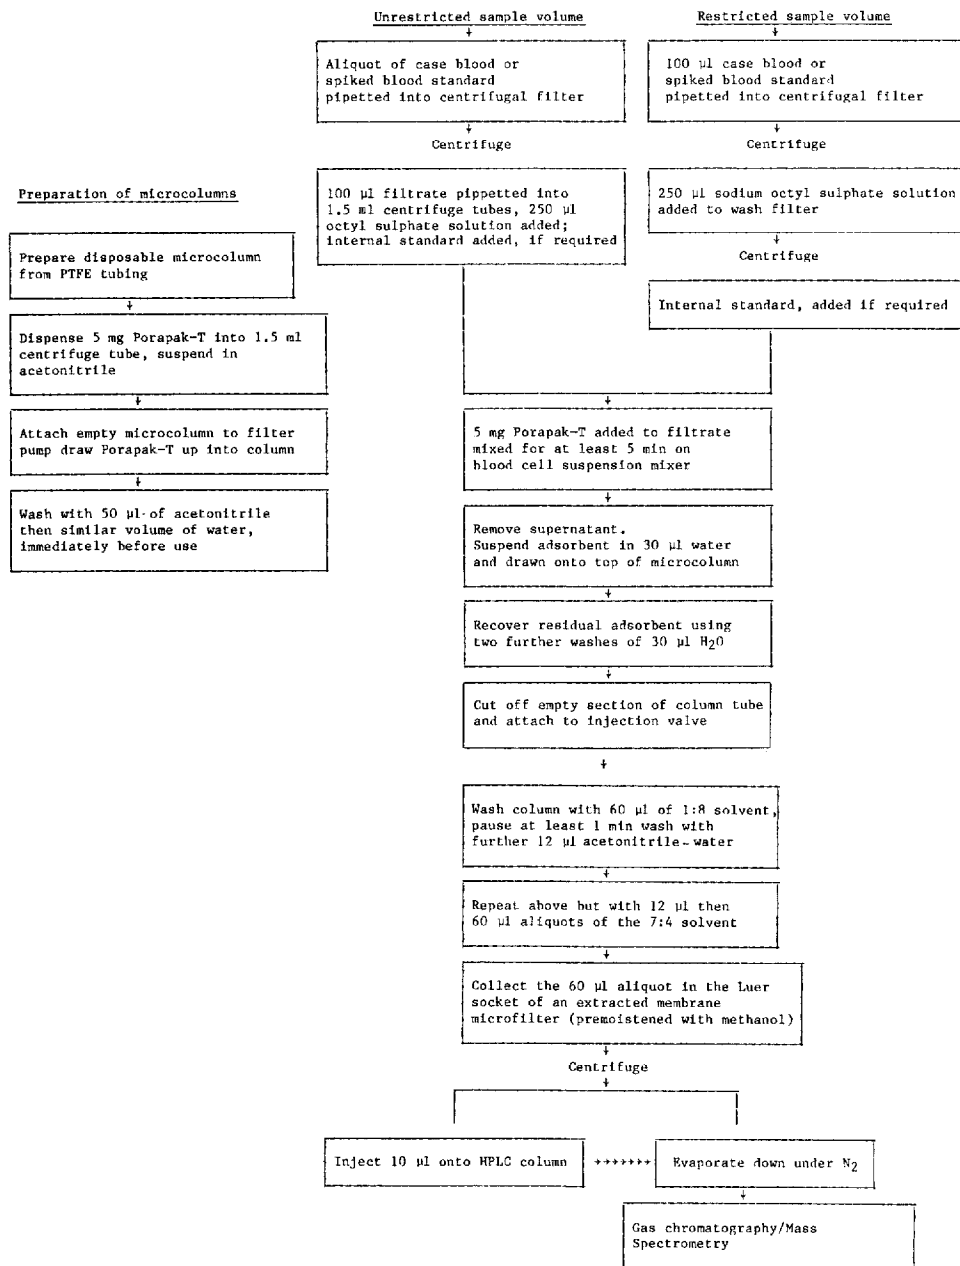 Unrestricted sample volume
Aliquot of case blood or
spiked blood standard
pipetted into centrifugal filter
Centrifuge
100 µl filtrate pippetted into
1.5 ml centrifuge tubes, 250 µl
octyl sulphate solution added;
internal standard added, if required
Restricted sample volume
100 µl case blood or
spiked blood standard
pipetted into centrifugal filter
Centrifuge
250 µl sodium octyl sulphate solution
added to wash filter
Centrifuge
Internal standard, added if required
Preparation of microcolumns
Prepare disposable microcolumn
from PTFE tubing
Dispense 5 mg Porapak-T into 1.5 ml
centrifuge tube, suspend in
acetonitrile
Attach empty microcolumn to filter
pump draw Porapak-T up into column
Wash with 50 µl of acetonitrile
then similar volume of water,
immediately before use
5 mg Porapak-T added to filtrate
mixed for at least 5 min on
blood cell suspension mixer
Remove supernatant.
Suspend adsorbent in 30 µl water
and drawn onto top of microcolumn
Recover residual adsorbent using
two further washes of 30 µl H₂O
Cut off empty section of column tube
and attach to injection valve
Wash column with 60 µl of 1:8 solvent,
pause at least 1 min wash with
further 12 µl acetonitrile-water
Repeat above but with 12 µl then
60 µl aliquots of the 7:4 solvent
Collect the 60 µl aliquot in the Luer
socket of an extracted membrane
microfilter (premoistened with methanol)
Centrifuge
Inject 10 µl onto HPLC column
Evaporate down under N₂
Gas chromatography/Mass
Spectrometry